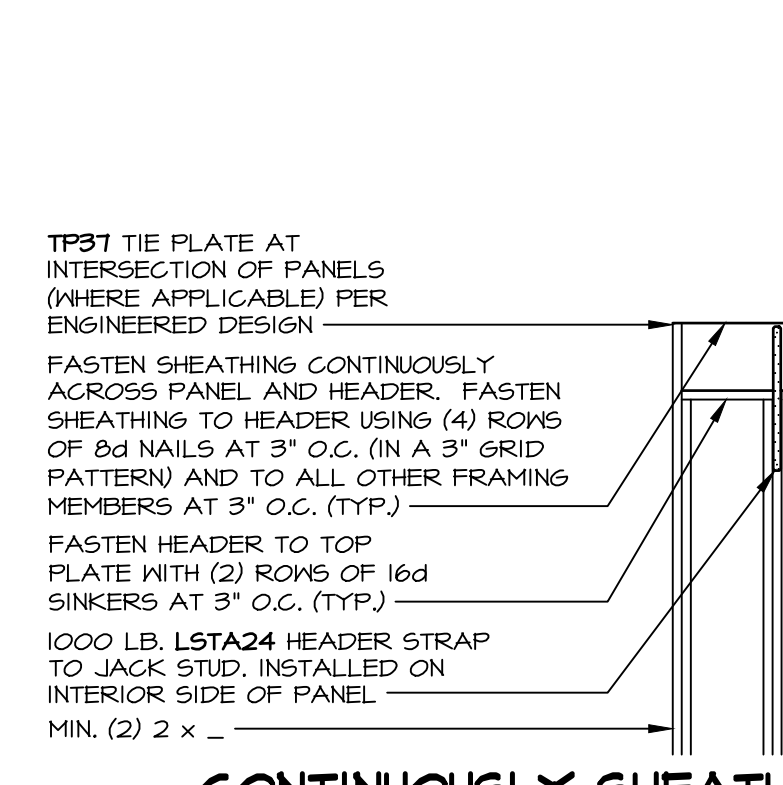 TP37 TIE PLATE AT
INTERSECTION OF PANELS
(WHERE APPLICABLE) PER
ENGINEERED DESIGN
FASTEN SHEATHING CONTINUOUSLY
ACROSS PANEL AND HEADER. FASTEN
SHEATHING TO HEADER USING (4) ROWS
OF 8d NAILS AT 3" O.C. (IN A 3" GRID
PATTERN) AND TO ALL OTHER FRAMING
MEMBERS AT 3" O.C. (TYP.)
FASTEN HEADER TO TOP
PLATE WITH (2) ROWS OF 16d
SINKERS AT 3" O.C. (TYP.)
1000 LB. LSTA24 HEADER STRAP
TO JACK STUD. INSTALLED ON
INTERIOR SIDE OF PANEL
MIN. (2) 2 x _
CONTINUOUSLY